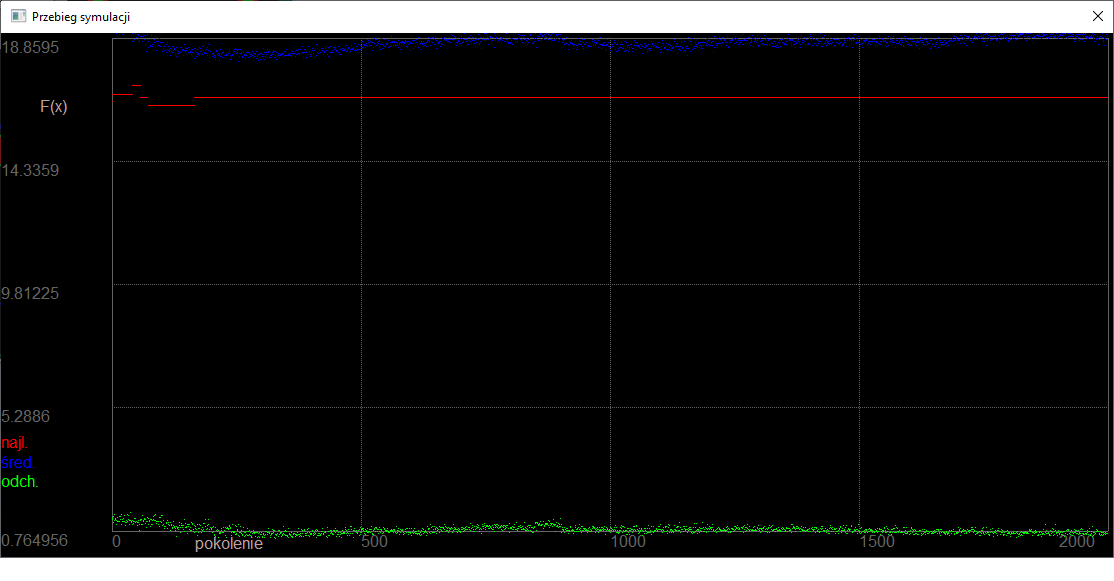 Przebieg symulacji
18.8595
F(x)
14.3359
9.81225
5.2886
najl.
śred.
odch.
0.764956
0 pokolenie 500 1000 1500 2000